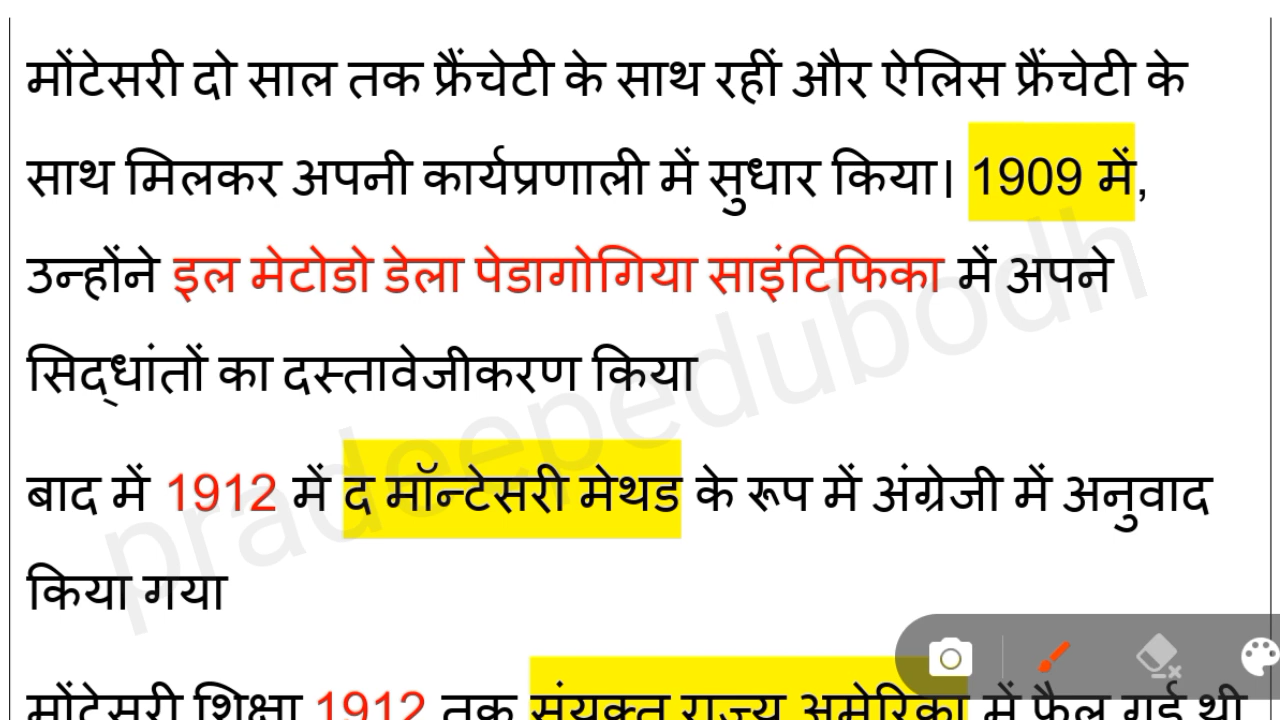 मोंटेसरी दो साल तक फ्रैंचेटी के साथ रहीं और ऐलिस फ्रैंचेटी के
साथ मिलकर अपनी कार्यप्रणाली में सुधार किया। 1909 में,
उन्होंने इल मेटोडो डेला पेडागोगिया साइंटिफिका में अपने
सिद्धांतों का दस्तावेजीकरण किया
बाद में 1912 में द मॉन्टेसरी मेथड के रूप में अंग्रेजी में अनुवाद
किया गया
मोंटेसरी शिक्षा 1912 तक संयुक्त राज्य अमेरिका में फैल गई थी
pradeepedubodh